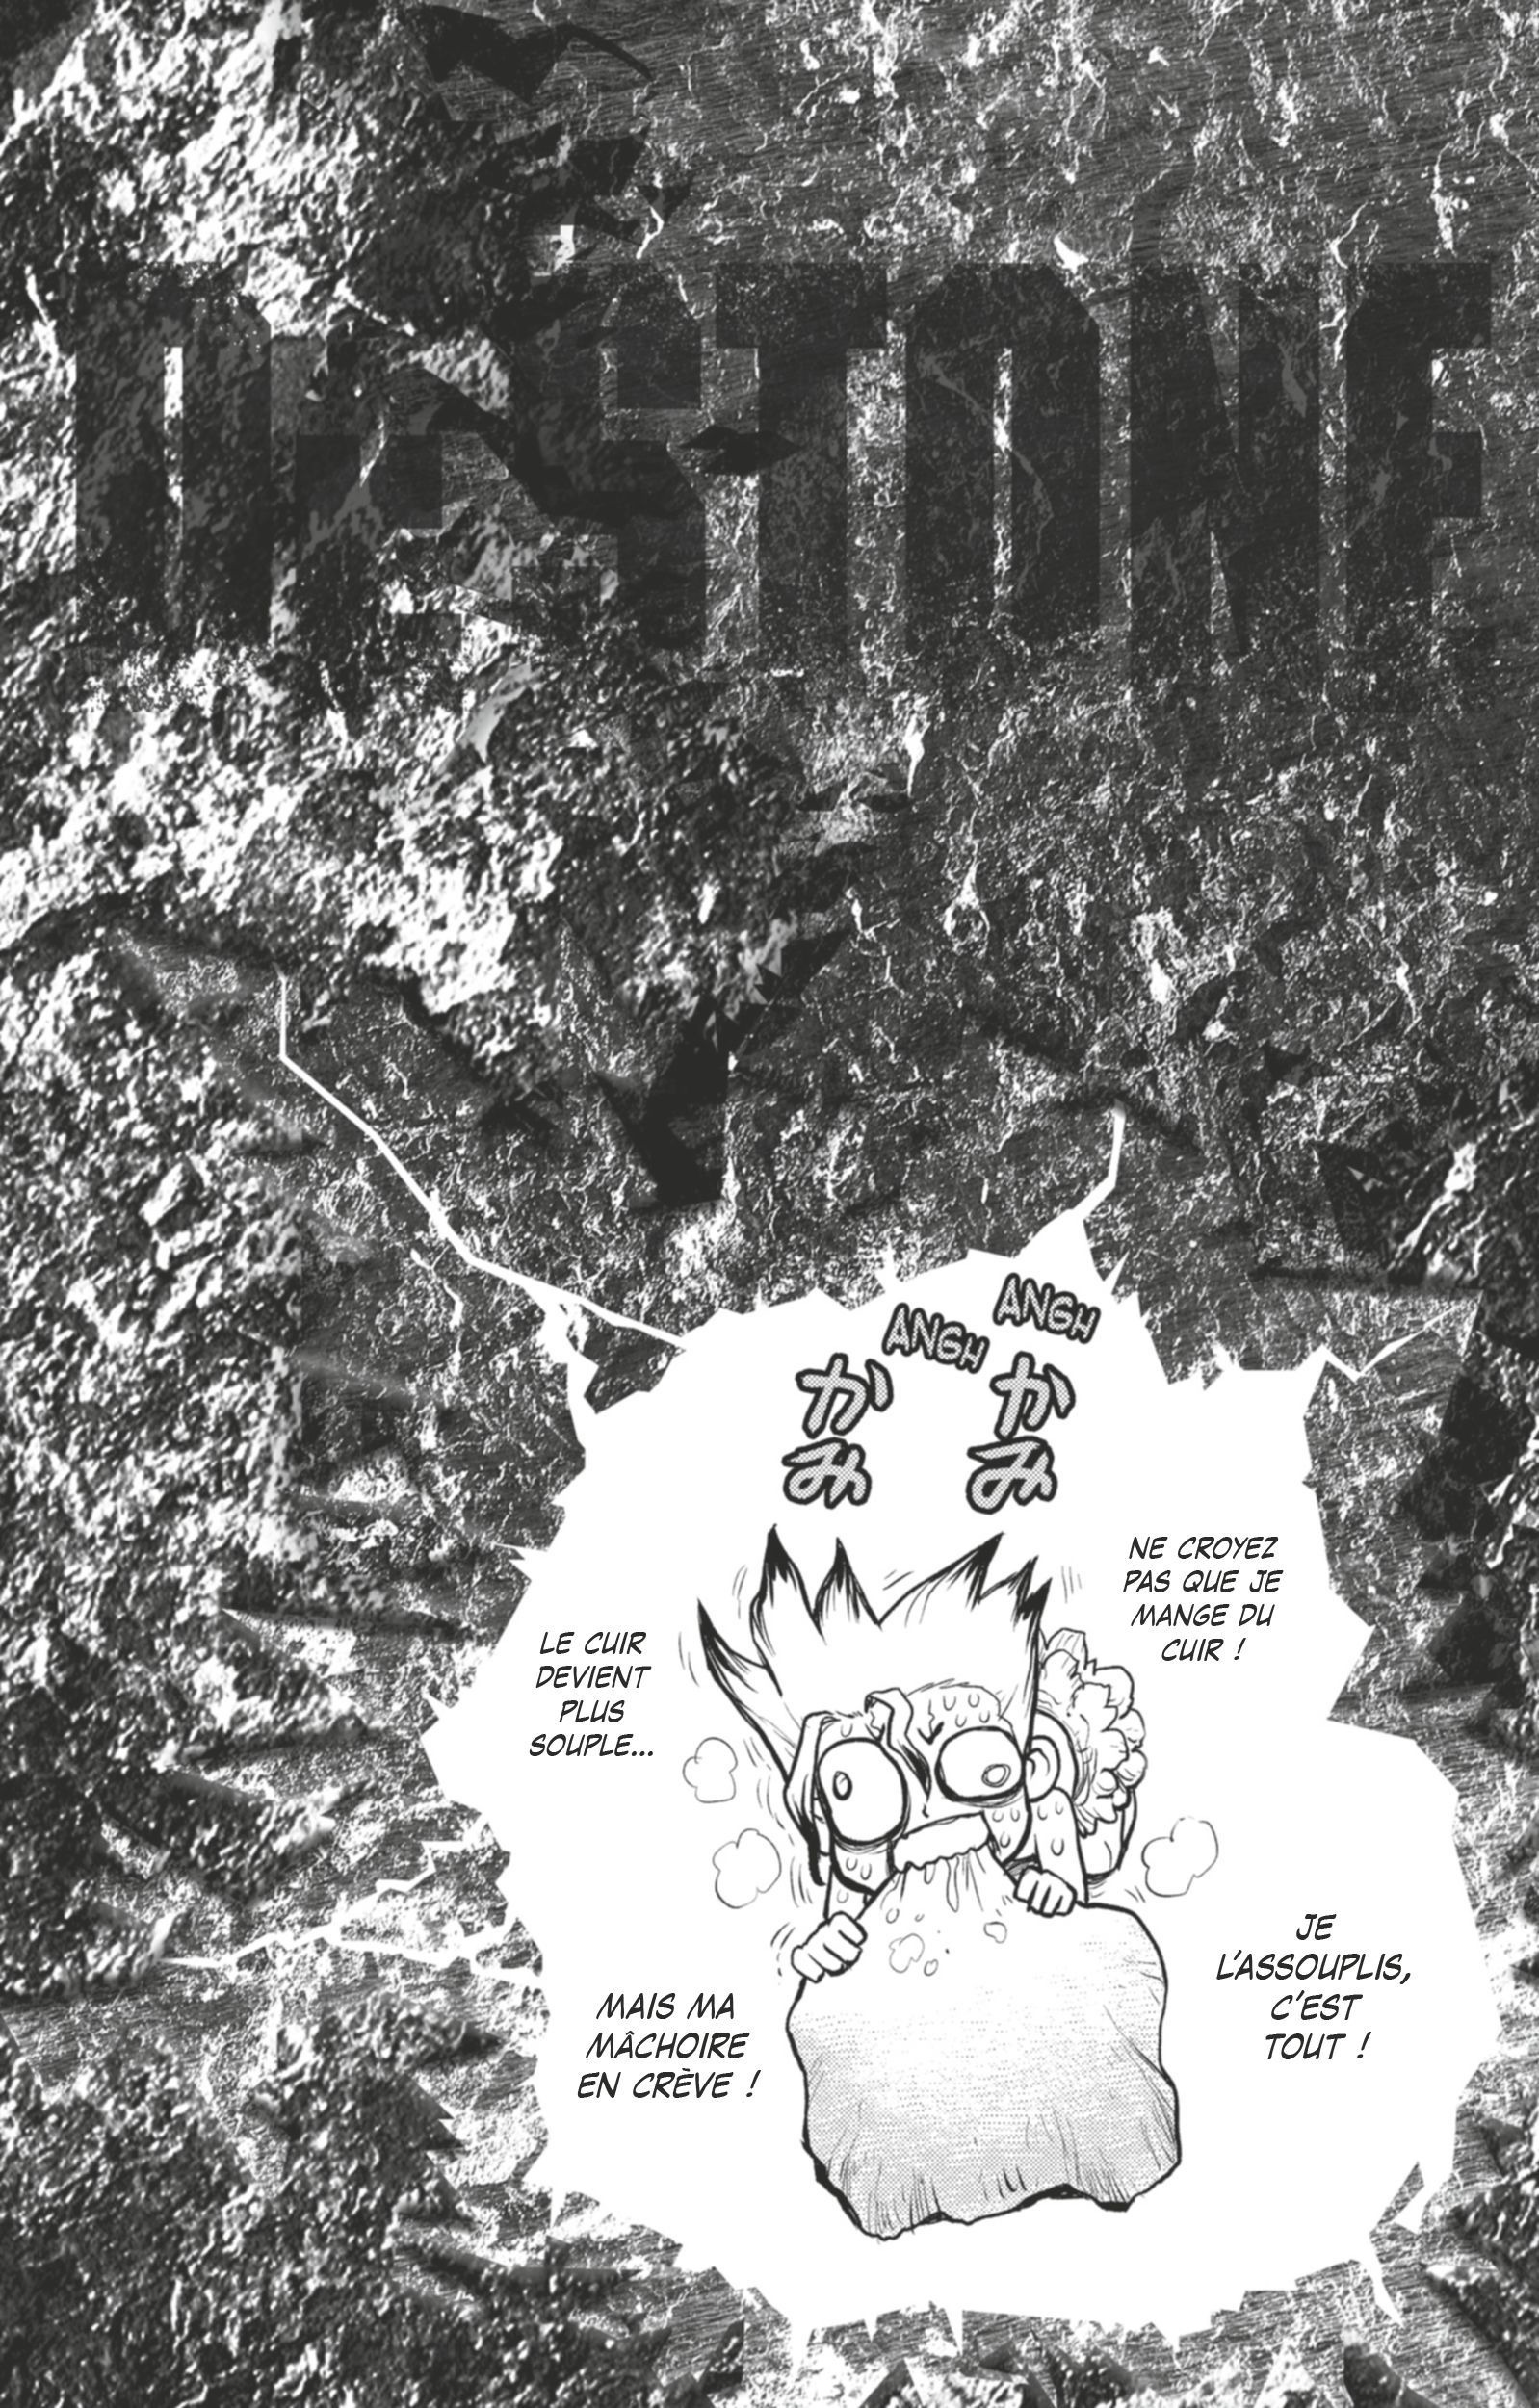 Dr.STONE
ANGH
ANGH
かみ
かみ
NE CROYEZ
PAS QUE JE
MANGE DU
CUIR !
JE
L'ASSOUPLIS,
C'EST
TOUT !
LE CUIR
DEVIENT
PLUS
SOUPLE...
MAIS MA
MÂCHOIRE
EN CRÈVE !